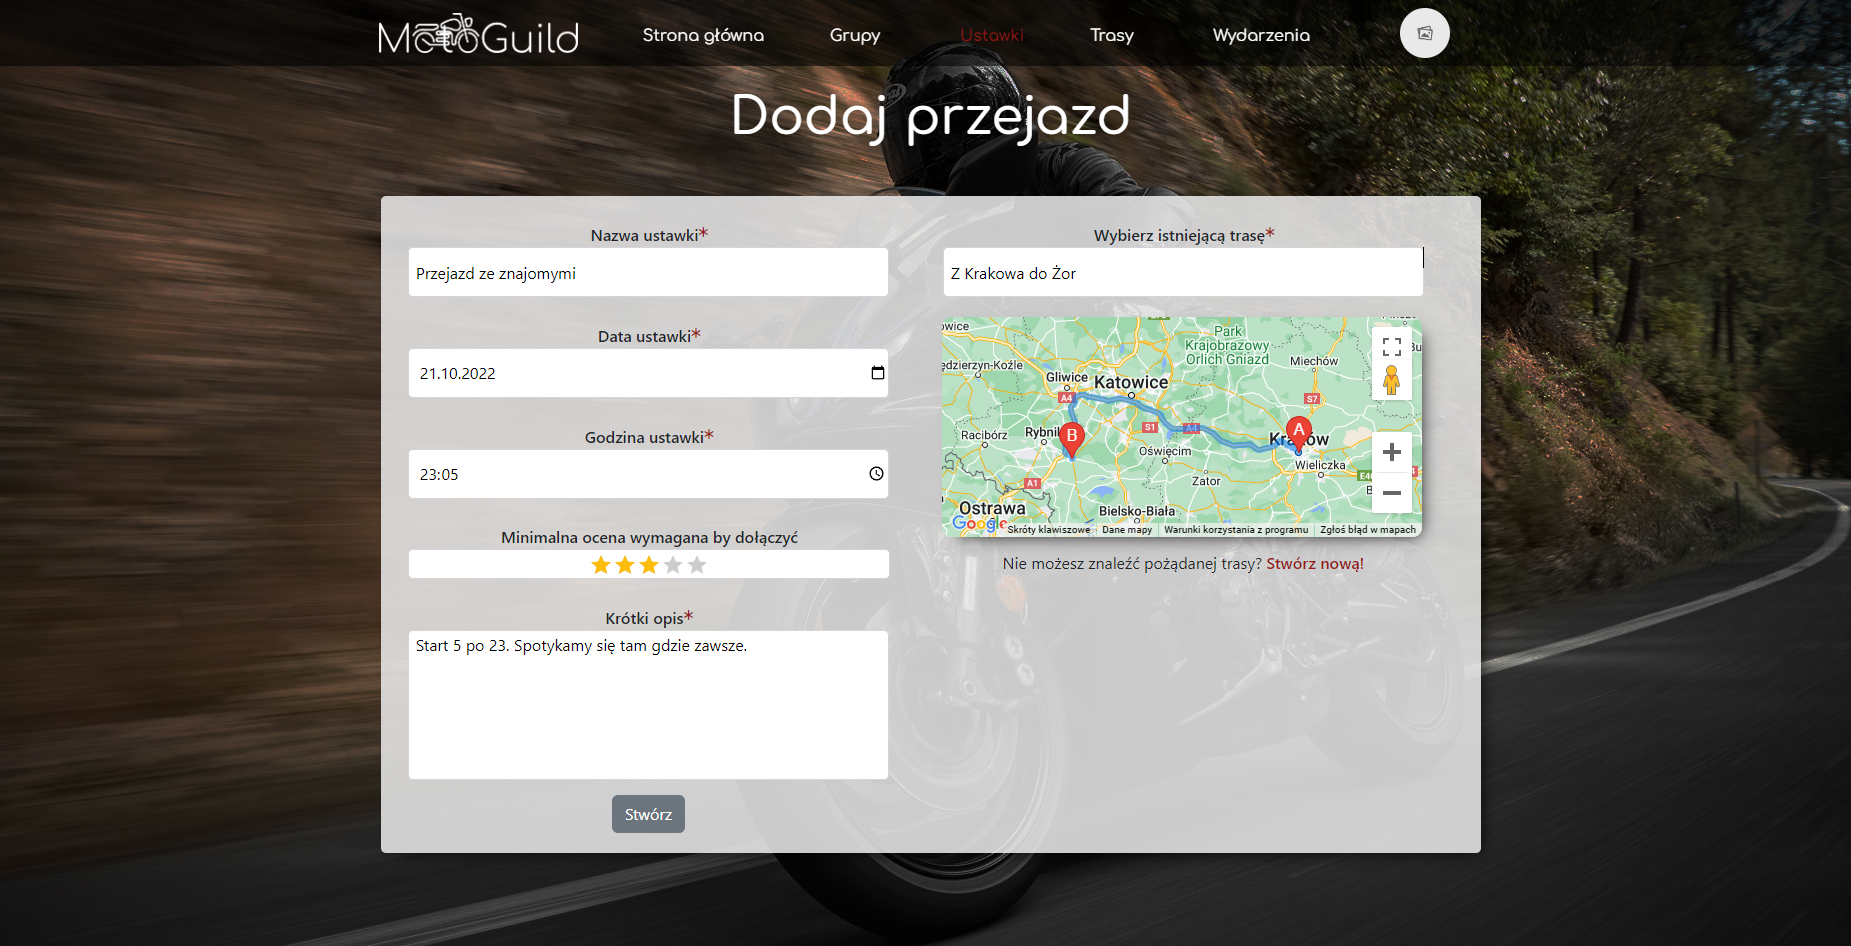 MotoGuild
Strona główna
Grupy
Ustawki
Trasy
Wydarzenia
Dodaj przejazd
Nazwa ustawki*
Przejazd ze znajomymi
Data ustawki*
21.10.2022
Godzina ustawki*
23:05
Minimalna ocena wymagana by dołączyć
Krótki opis*
Start 5 po 23. Spotykamy się tam gdzie zawsze.
Stwórz
Wybierz istniejącą trasę*
Z Krakowa do Żor
Park
Krajobrazowy
Orlich Gniazd
Miechów
Gliwice
Katowice
A4
S7
Racibórz
S1
A4
A
B
Oświęcim
Wieliczka
Zator
A1
Ostrawa
Bielsko-Biała
Google
Skróty klawiszowe
Dane mapy
Warunki korzystania z programu
Zgłoś błąd w mapach
Nie możesz znaleźć pożądanej trasy? Stwórz nową!